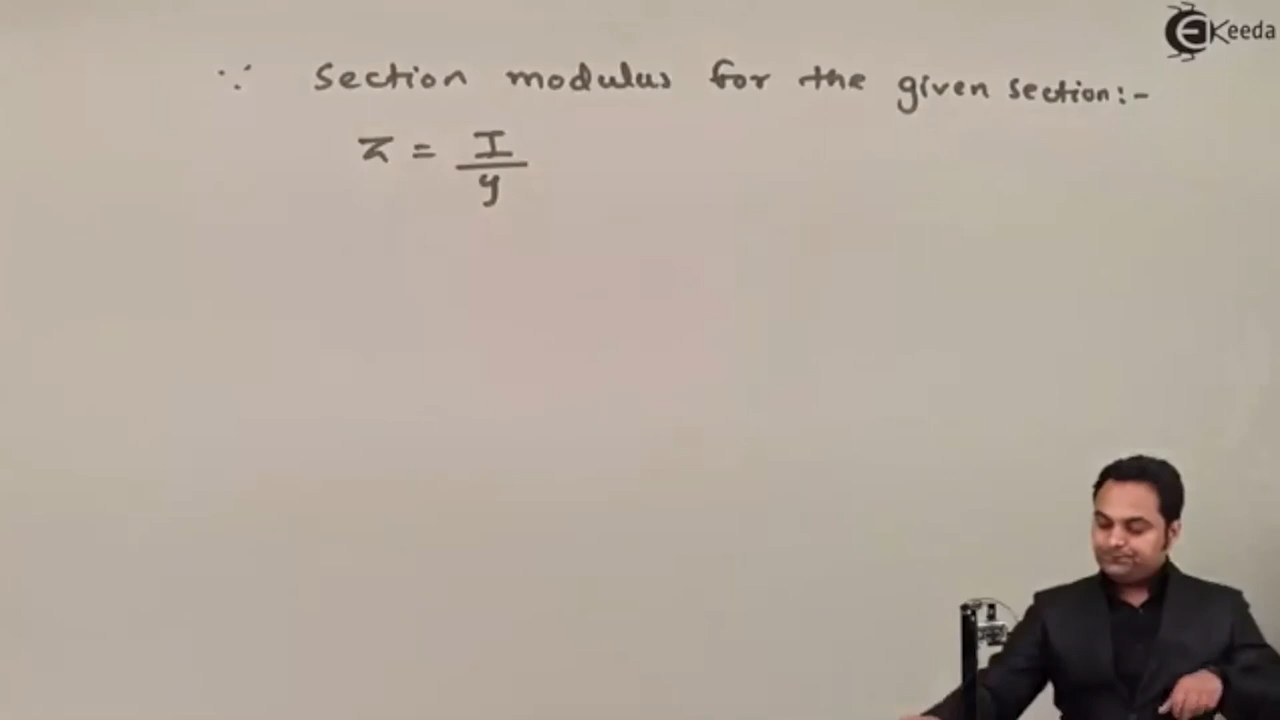 ∵ Section modulus for the given section:-
Z = I/y
EKeeda